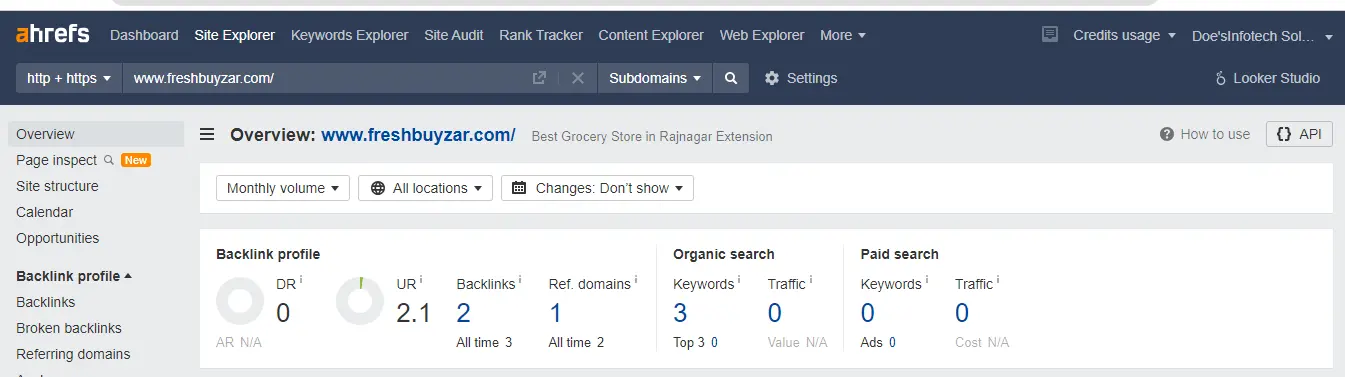 ahrefs Dashboard Site Explorer Keywords Explorer Site Audit Rank Tracker Content Explorer Web Explorer More Credits usage Doe'sInfotech Sol...
http + https www.freshbuyzar.com/ Subdomains Settings Looker Studio
Overview
Page inspect New
Site structure
Calendar
Opportunities
Backlink profile
Backlinks
Broken backlinks
Referring domains
Overview: www.freshbuyzar.com/ Best Grocery Store in Rajnagar Extension ? How to use {} API
Monthly volume All locations Changes: Don't show
Backlink profile Organic search Paid search
DR i UR i Backlinks i Ref. domains i Keywords i Traffic i Keywords i Traffic i
0 2.1 2 1 3 0 0 0
AR N/A All time 3 All time 2 Top 3 0 Value N/A Ads 0 Cost N/A